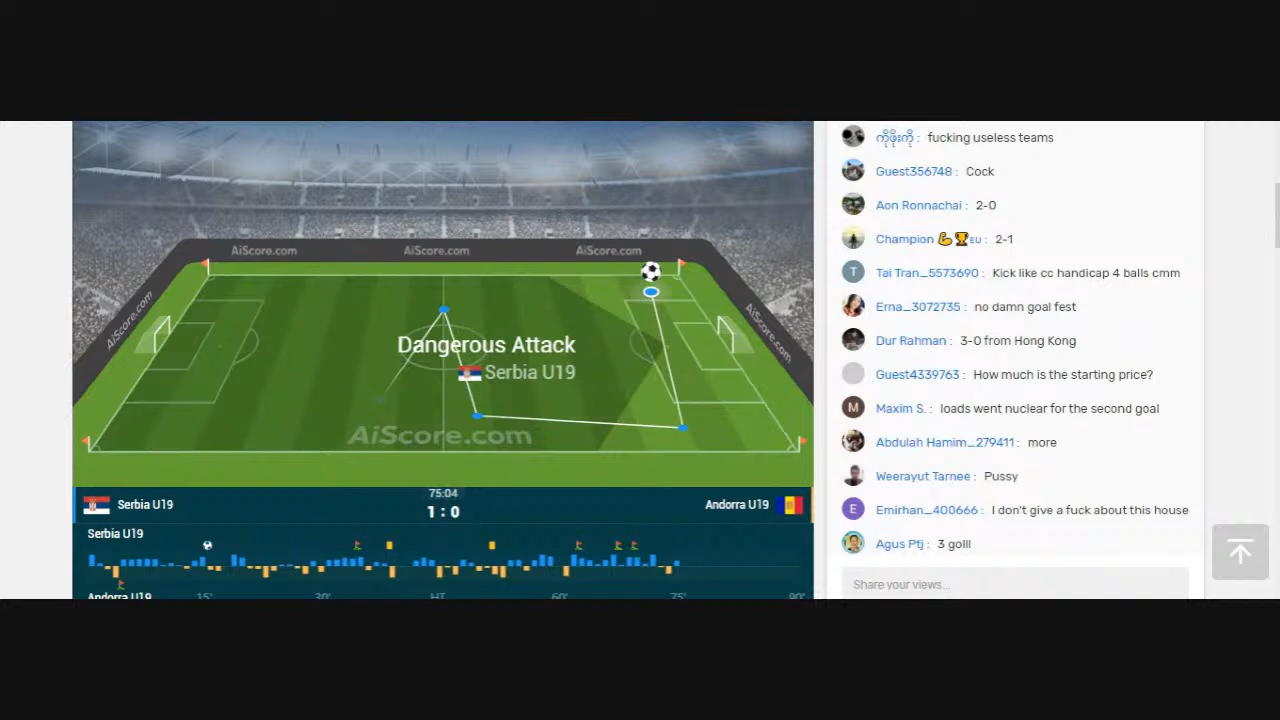 AiScore.com
AiScore.com
AiScore.com
AiScore.com
AiScore.com
Dangerous Attack
Serbia U19
AiScore.com
Serbia U19
75:04
1 : 0
Andorra U19
Serbia U19
Andorra U19
15'
30'
HT
60'
75'
90'
ကိုဖိုးကို : fucking useless teams
Guest356748 : Cock
Aon Ronnachai : 2-0
Champion 💪🏆EU : 2-1
T
Tai Tran_5573690 : Kick like cc handicap 4 balls cmm
Erna_3072735 : no damn goal fest
Dur Rahman : 3-0 from Hong Kong
Guest4339763 : How much is the starting price?
M
Maxim S. : loads went nuclear for the second goal
Abdulah Hamim_279411 : more
Weerayut Tarnee : Pussy
E
Emirhan_400666 : I don't give a fuck about this house
Agus Ptj : 3 golll
Share your views...